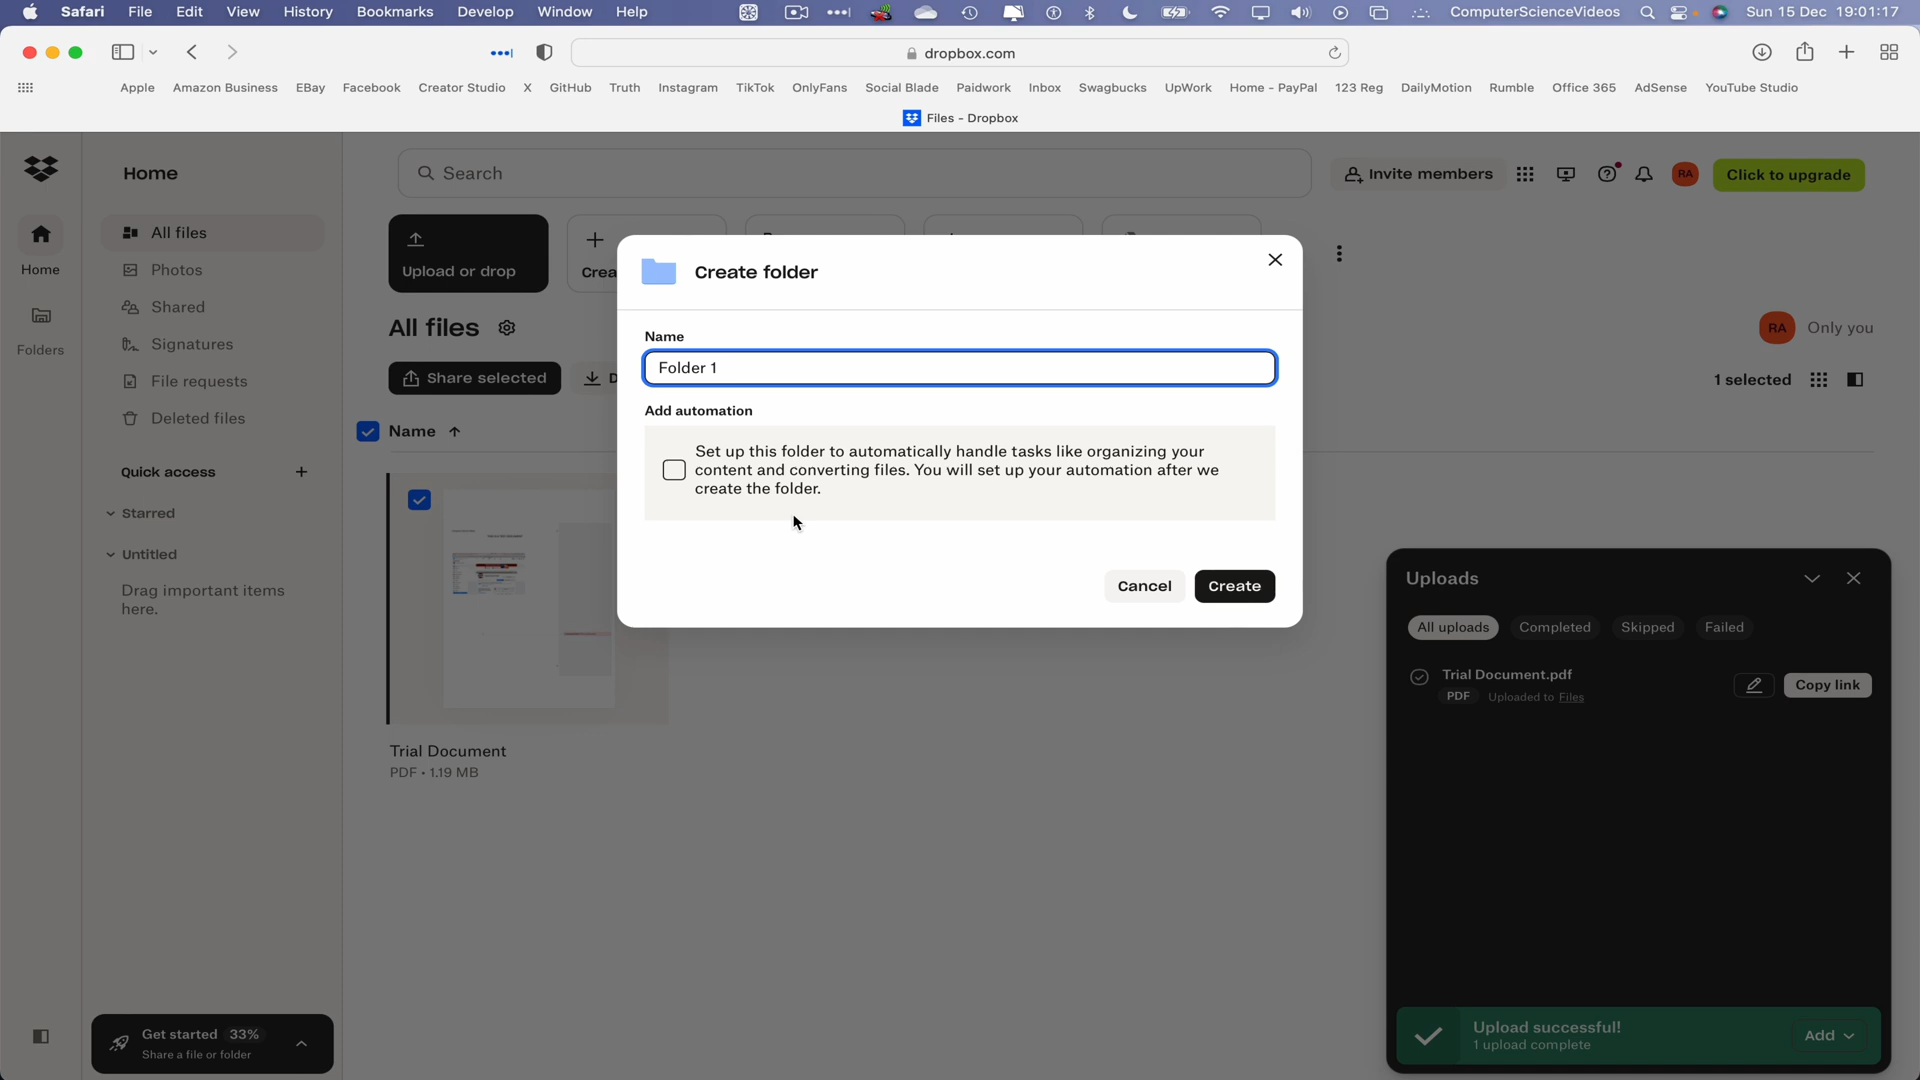 Safari File Edit View History Bookmarks Develop Window Help ComputerScienceVideos Sun 15 Dec 19:01:17
dropbox.com
Apple Amazon Business EBay Facebook Creator Studio X GitHub Truth Instagram TikTok OnlyFans Social Blade Paidwork Inbox Swagbucks UpWork Home - PayPal 123 Reg DailyMotion Rumble Office 365 AdSense YouTube Studio
Files - Dropbox
Home
Search
Invite members
RA
Click to upgrade
Home
Folders
All files
Photos
Shared
Signatures
File requests
Deleted files
Quick access
Starred
Untitled
Drag important items
here.
Get started 33%
Share a file or folder
Upload or drop
Crea
All files
RA Only you
Share selected
D
1 selected
Name
Trial Document
PDF • 1.19 MB
Create folder
Name
Folder 1
Add automation
Set up this folder to automatically handle tasks like organizing your
content and converting files. You will set up your automation after we
create the folder.
Cancel Create
Uploads
All uploads Completed Skipped Failed
Trial Document.pdf
PDF Uploaded to Files
Copy link
Upload successful!
1 upload complete
Add